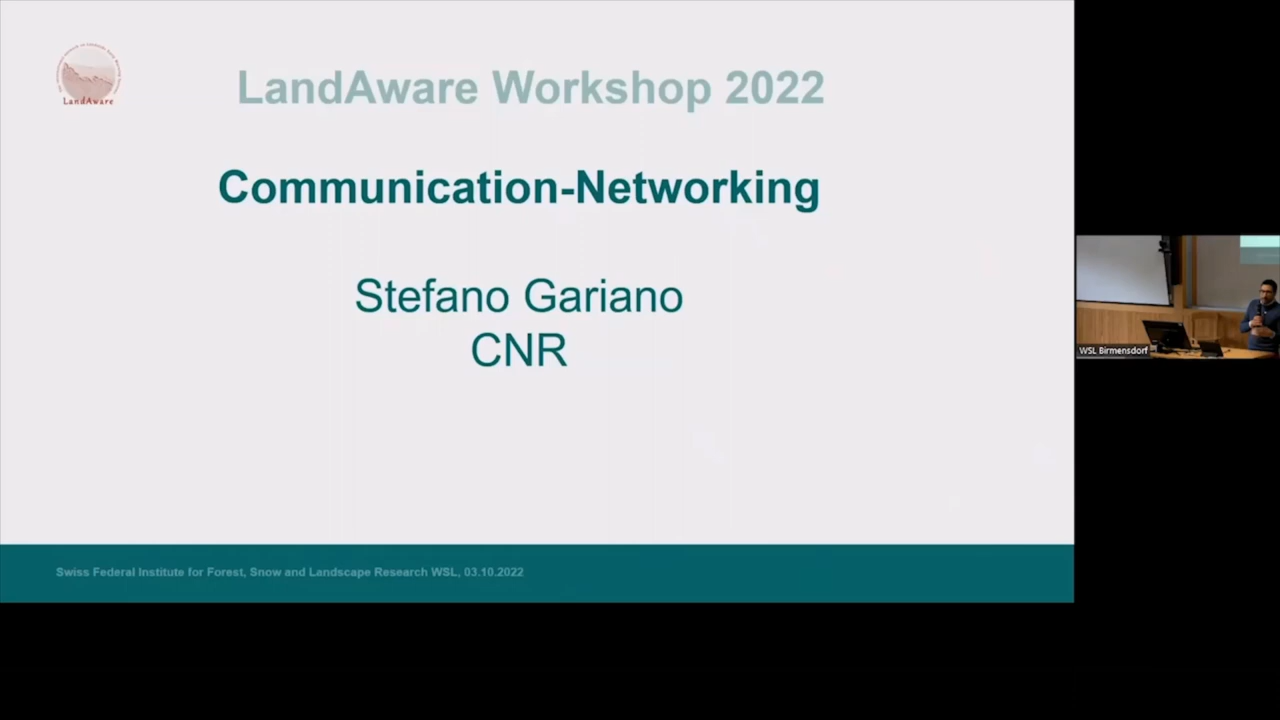 LandAware
LandAware Workshop 2022
Communication-Networking
Stefano Gariano
CNR
WSL Birmensdorf
Swiss Federal Institute for Forest, Snow and Landscape Research WSL, 03.10.2022